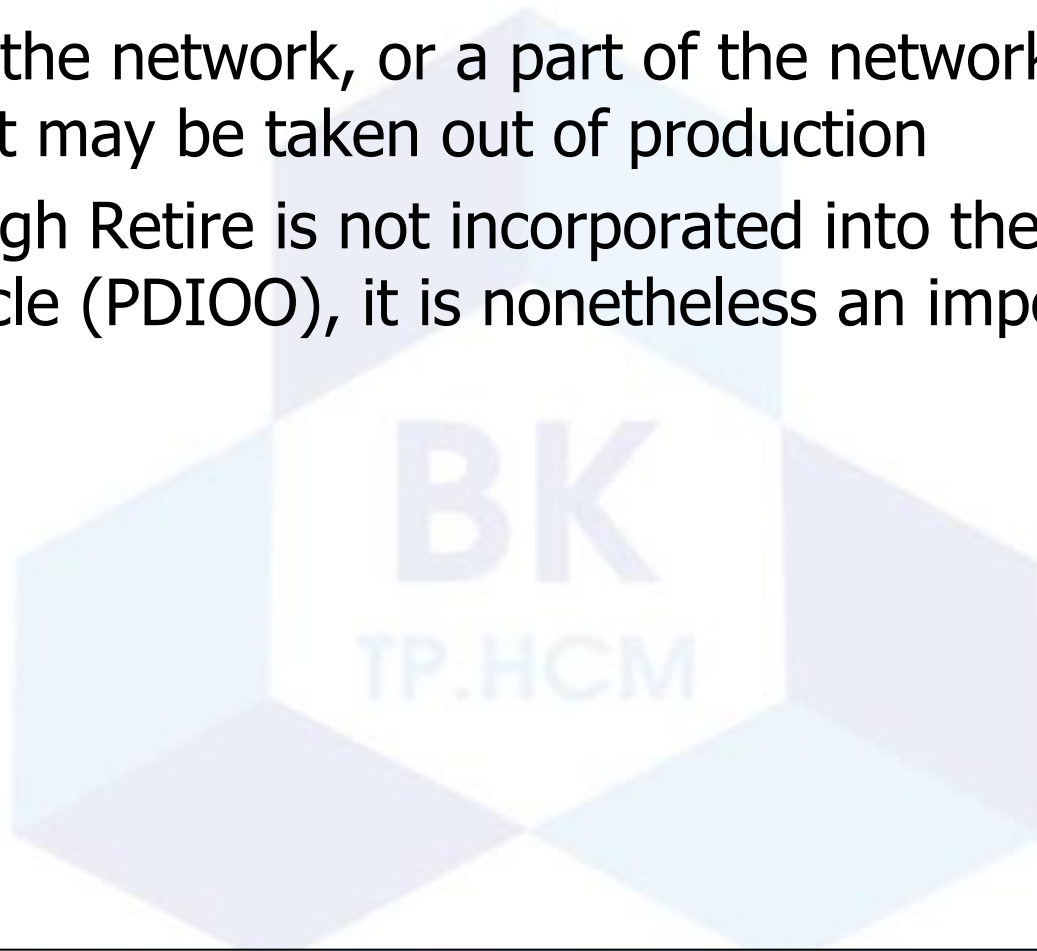 the network, or a part of the network
t may be taken out of production
gh Retire is not incorporated into the
cle (PDIOO), it is nonetheless an imp
BK
TP.HCM